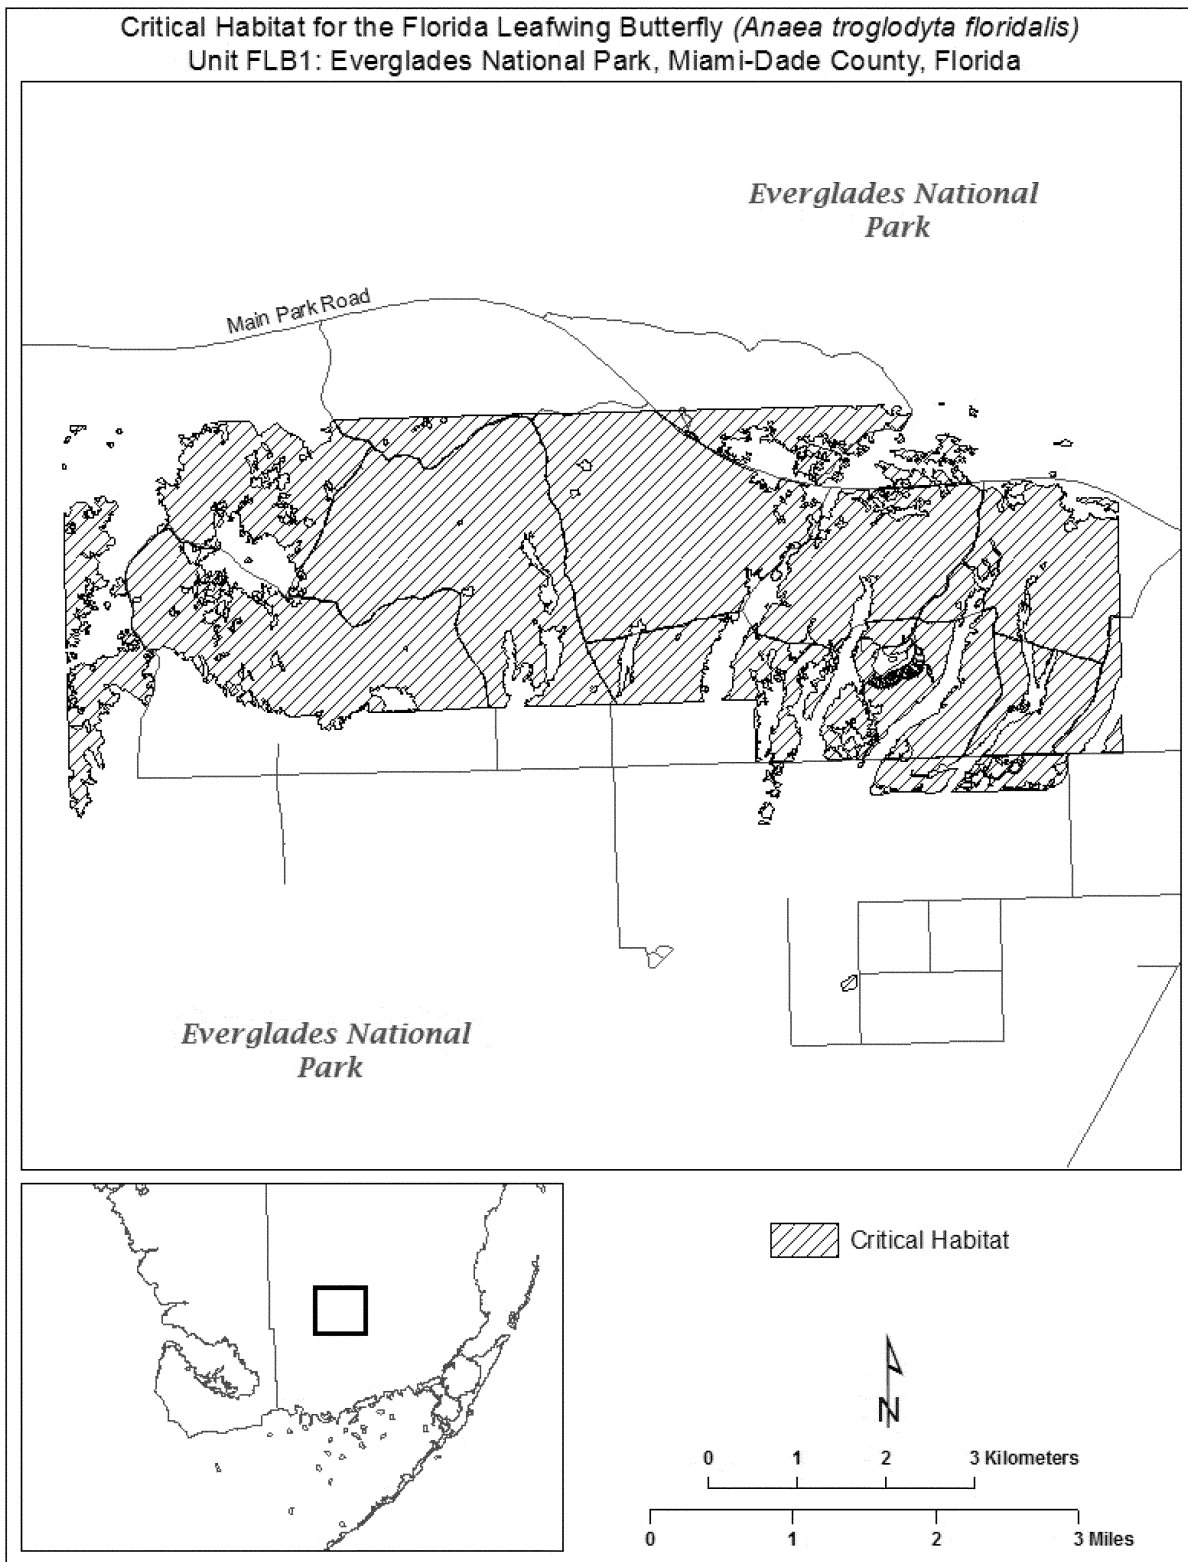 Critical Habitat for the Florida Leafwing Butterfly (Anaea troglodyta floridalis)
Unit FLB1: Everglades National Park, Miami-Dade County, Florida
Everglades National
Park
Main Park Road
Everglades National
Park
Critical Habitat
N
0 1 2 3 Kilometers
0 1 2 3 Miles